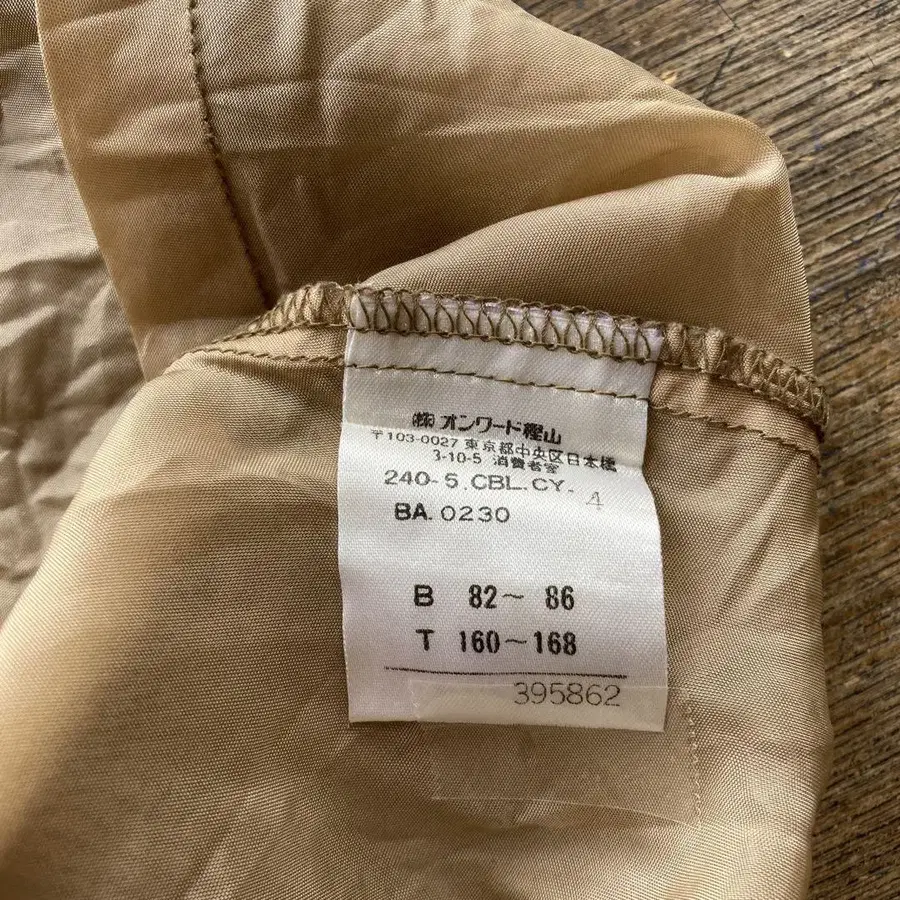 ㈱オンワード樫山
〒103-0027 東京都中央区日本橋
3-10-5 消費者室
240-5.CBL.CY-4
BA.0230
B 82～86
T 160～168
395862